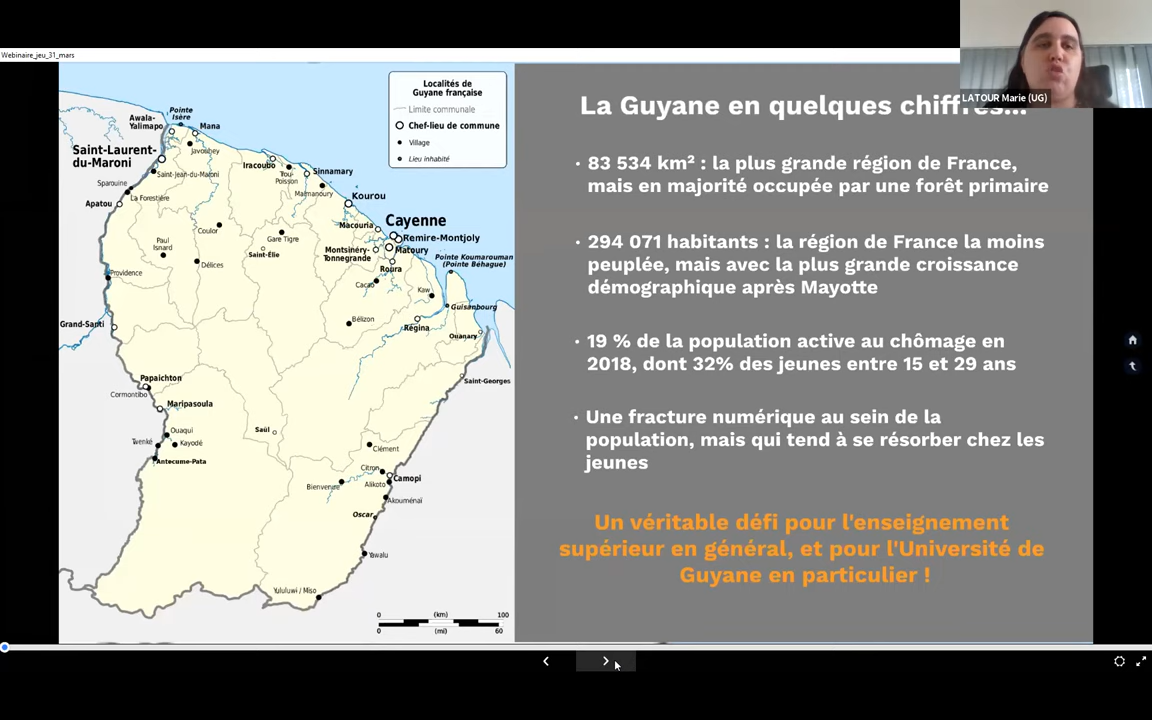 Webinaire_jeu_31_mars
LATOUR Marie (UG)
Localités de
Guyane française
Limite communale
Chef-lieu de commune
Village
Lieu inhabité
Pointe
Isère
Awala-
Yalimapo
Mana
Saint-Laurent-
du-Maroni
Javouhey
Saint-Jean-du-Maroni
Iracoubo
Trou-
Poisson
Sinnamary
Sparouine
La Forestière
Mamanoury
Apatou
Kourou
Cayenne
Macouria
Coulor
Gare Tigre
Remire-Montjoly
Paul
Isnard
Saint-Élie
Montsinéry-
Tonnegrande
Matoury
Délices
Roura
Pointe Koumarouman
(Pointe Béhague)
Providence
Cacao
Kaw
Guisanbourg
Grand-Santi
Bélizon
Régina
Ouanary
Papaichton
Saint-Georges
Cormontibo
Maripasoula
Saül
Ouaqui
Twenké
Kayodé
Clément
Antecume-Pata
Citron
Camopi
Bienvenue
Alikoto
Akouménaï
Oscar
Yawalu
Yululuwi / Miso
0 (km) 100
0 (mi) 60
La Guyane en quelques chiffres...
· 83 534 km² : la plus grande région de France,
mais en majorité occupée par une forêt primaire
· 294 071 habitants : la région de France la moins
peuplée, mais avec la plus grande croissance
démographique après Mayotte
· 19 % de la population active au chômage en
2018, dont 32% des jeunes entre 15 et 29 ans
· Une fracture numérique au sein de la
population, mais qui tend à se résorber chez les
jeunes
Un véritable défi pour l'enseignement
supérieur en général, et pour l'Université de
Guyane en particulier !